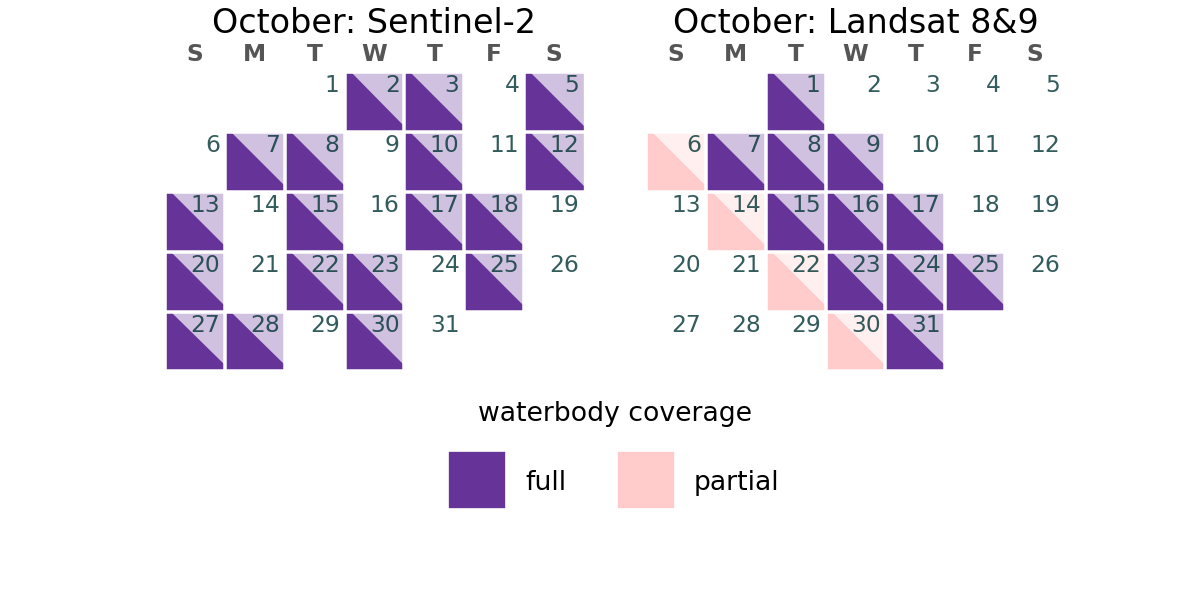 October: Sentinel-2
S M T W T F S
1 2 3 4 5
6 7 8 9 10 11 12
13 14 15 16 17 18 19
20 21 22 23 24 25 26
27 28 29 30 31
October: Landsat 8&9
S M T W T F S
1 2 3 4 5
6 7 8 9 10 11 12
13 14 15 16 17 18 19
20 21 22 23 24 25 26
27 28 29 30 31
waterbody coverage
full partial